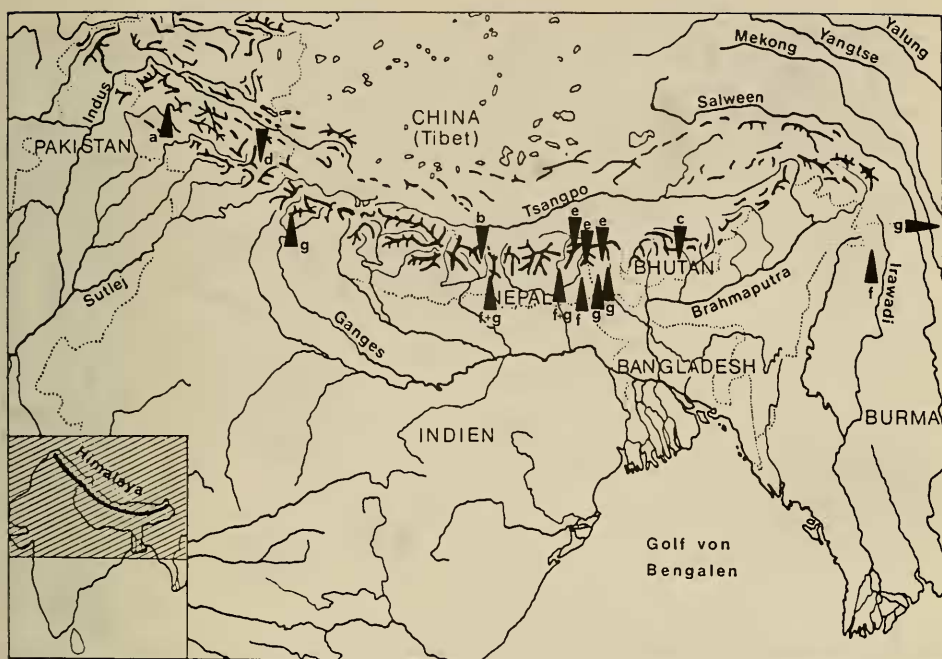 Yalung
Yangtse
Mekong
Salween
Indus
CHINA
(Tibet)
a
PAKISTAN
d
Tsangpo
g
b
e
e
e
c
g
BHUTAN
NEPAL
f+g
f+g
f
g
g
f
Irawadi
Sutlej
Ganges
Brahmaputra
BANGLADESH
BURMA
INDIEN
Himalaya
Golf von
Bengalen